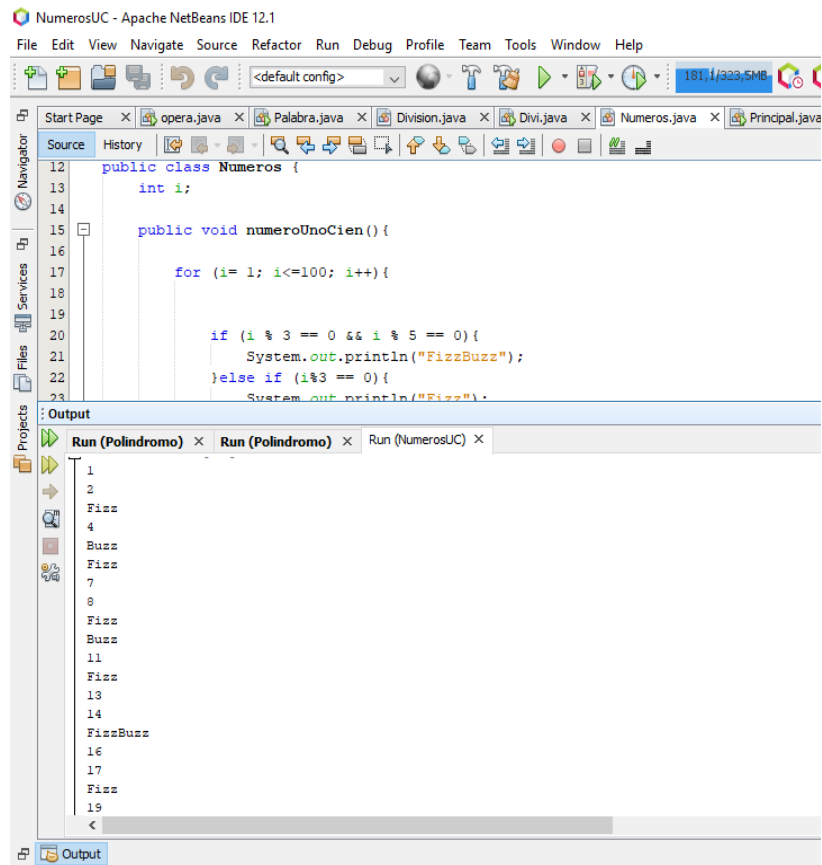 NumerosUC - Apache NetBeans IDE 12.1
File Edit View Navigate Source Refactor Run Debug Profile Team Tools Window Help
<default config>
181,1/323,5MB
Start Page opera.java Palabra.java Division.java Divi.java Numeros.java Principal.java
Source History
Navigator
Services
Files
Projects
12 public class Numeros {
13 int i;
14
15 public void numeroUnoCien(){
16
17 for (i= 1; i<=100; i++){
18
19
20 if (i % 3 == 0 && i % 5 == 0){
21 System.out.println("FizzBuzz");
22 }else if (i%3 == 0){
23 System.out.println("Fizz");
Output
Run (Polindromo) Run (Polindromo) Run (NumerosUC)
1
2
Fizz
4
Buzz
Fizz
7
8
Fizz
Buzz
11
Fizz
13
14
FizzBuzz
16
17
Fizz
19
Output